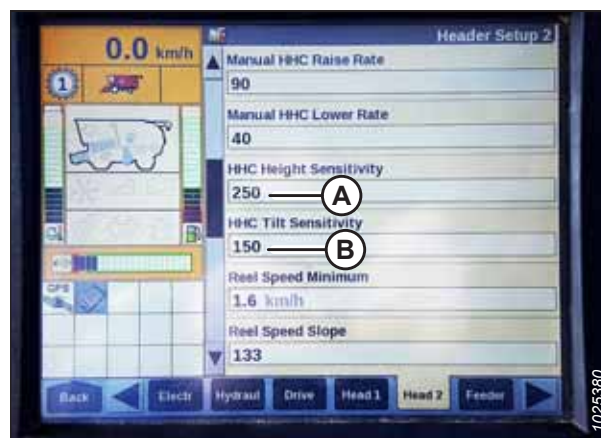 0.0 km/h
Header Setup 2
1
Manual HHC Raise Rate
90
Manual HHC Lower Rate
40
HHC Height Sensitivity
250
A
HHC Tilt Sensitivity
150
B
Reel Speed Minimum
1.6 km/h
Reel Speed Slope
133
GPS
Back
Electr
Hydraul
Drive
Head 1
Head 2
Feeder
1025380